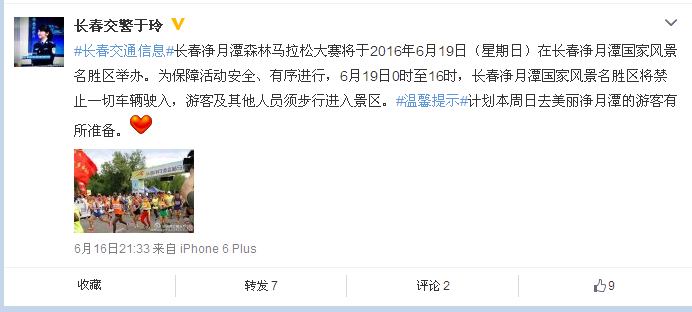 长春交警于玲
#长春交通信息#长春净月潭森林马拉松大赛将于2016年6月19日（星期日）在长春净月潭国家风景
名胜区举办。为保障活动安全、有序进行，6月19日0时至16时，长春净月潭国家风景名胜区将禁
止一切车辆驶入，游客及其他人员须步行进入景区。#温馨提示#计划本周日去美丽净月潭的游客有
所准备。
6月16日21:33 来自 iPhone 6 Plus
收藏 转发 7 评论 2 9